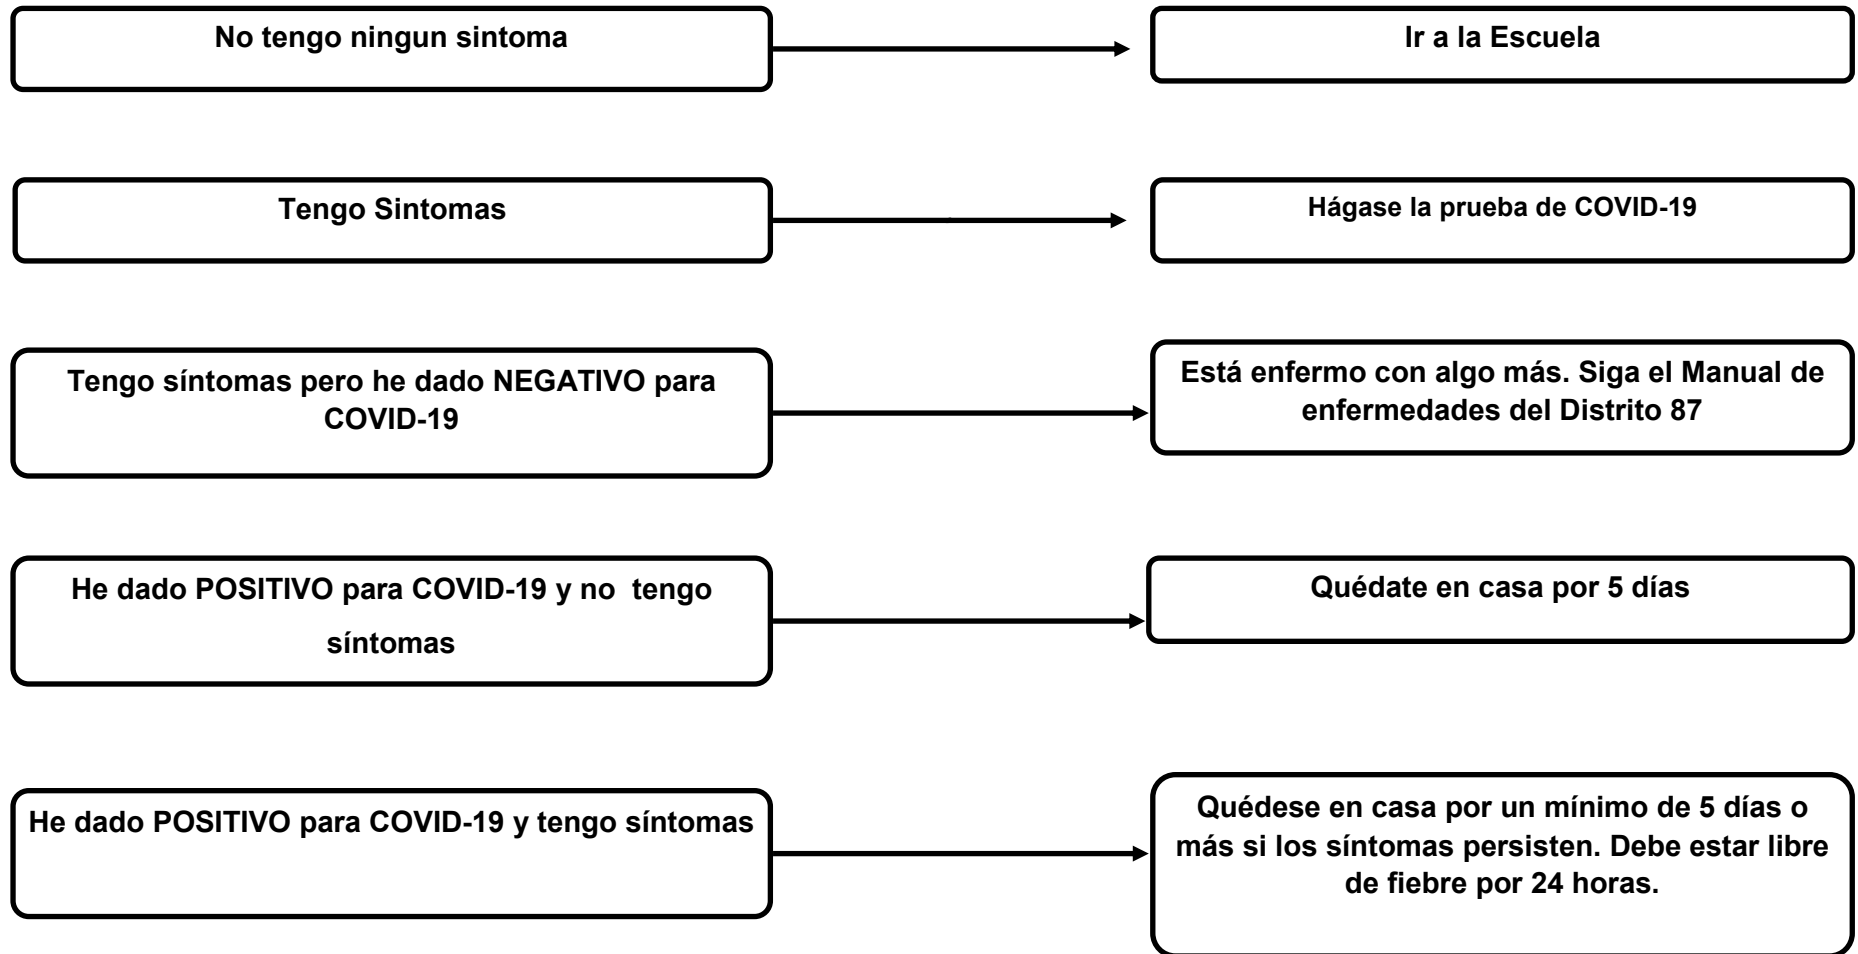 No tengo ningun sintoma
Ir a la Escuela
Tengo Sintomas
Hágase la prueba de COVID-19
Tengo síntomas pero he dado NEGATIVO para
COVID-19
Está enfermo con algo más. Siga el Manual de
enfermedades del Distrito 87
He dado POSITIVO para COVID-19 y no  tengo
síntomas
Quédate en casa por 5 días
He dado POSITIVO para COVID-19 y tengo síntomas
Quédese en casa por un mínimo de 5 días o
más si los síntomas persisten. Debe estar libre
de fiebre por 24 horas.